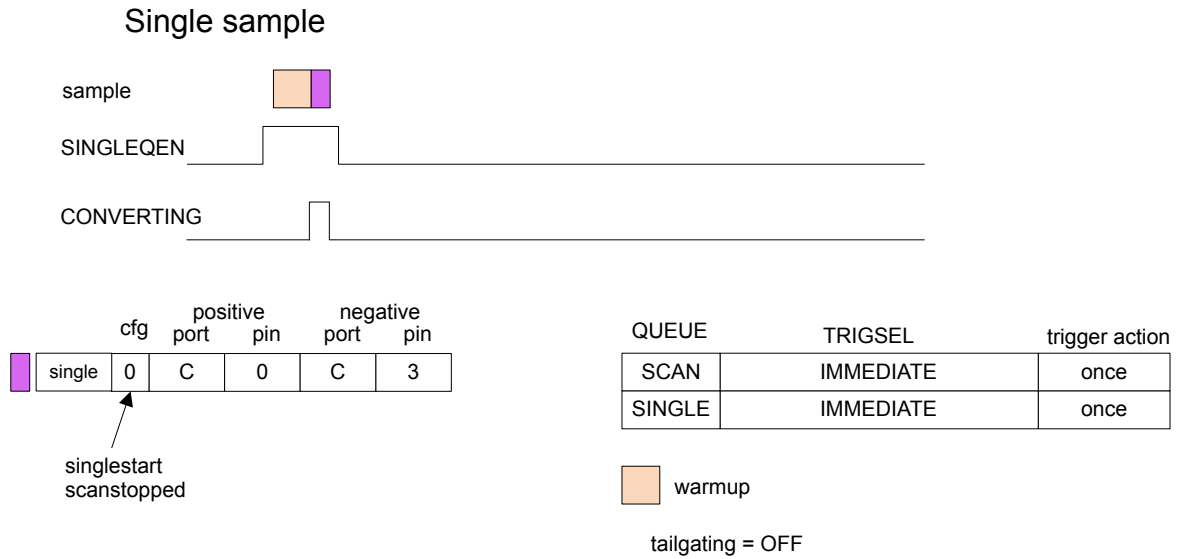 Single sample
sample
SINGLEQEN
CONVERTING
positive negative
cfg port pin port pin
single 0 C 0 C 3
singlestart
scanstopped
QUEUE TRIGSEL trigger action
SCAN IMMEDIATE once
SINGLE IMMEDIATE once
warmup
tailgating = OFF